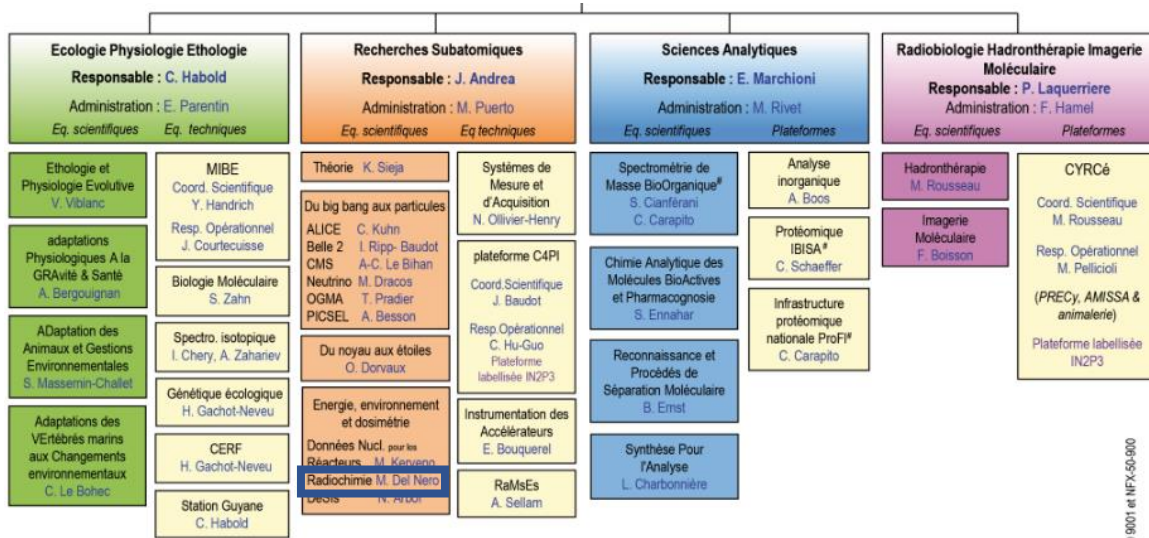 Ecologie Physiologie Ethologie
Responsable : C. Habold
Administration : E. Parentin
Eq. scientifiques Eq. techniques
Ethologie et
Physiologie Evolutive
V. Viblanc
adaptations
Physiologiques A la
GRAvité & Santé
A. Bergouignan
ADaptation des
Animaux et Gestions
Environnementales
S. Massemin-Challet
Adaptations des
VErtébrés marins
aux Changements
environnementaux
C. Le Bohec
MIBE
Coord. Scientifique
Y. Handrich
Resp. Opérationnel
J. Courtecuisse
Biologie Moléculaire
S. Zahn
Spectro. isotopique
I. Chery, A. Zahariev
Génétique écologique
H. Gachot-Neveu
CERF
H. Gachot-Neveu
Station Guyane
C. Habold
Recherches Subatomiques
Responsable : J. Andrea
Administration : M. Puerto
Eq. scientifiques Eq techniques
Théorie K. Sieja
Du big bang aux particules
ALICE C. Kuhn
Belle 2 I. Ripp- Baudot
CMS A-C. Le Bihan
Neutrino M. Dracos
OGMA T. Pradier
PICSEL A. Besson
Du noyau aux étoiles
O. Dorvaux
Energie, environnement
et dosimétrie
Données Nucl. pour les
Réacteurs M. Kerveno
Radiochimie M. Del Nero
DeSIs N. Arbor
Systèmes de
Mesure et
d'Acquisition
N. Ollivier-Henry
plateforme C4PI
Coord.Scientifique
J. Baudot
Resp.Opérationnel
C. Hu-Guo
Plateforme
labellisée IN2P3
Instrumentation des
Accélérateurs
E. Bouquerel
RaMsEs
A. Sellam
Sciences Analytiques
Responsable : E. Marchioni
Administration : M. Rivet
Eq. scientifiques Plateformes
Spectrométrie de
Masse BioOrganique#
S. Cianférani
C. Carapito
Chimie Analytique des
Molécules BioActives
et Pharmacognosie
S. Ennahar
Reconnaissance et
Procédés de
Séparation Moléculaire
B. Ernst
Synthèse Pour
l'Analyse
L. Charbonnière
Analyse
inorganique
A. Boos
Protéomique
IBISA#
C. Schaeffer
Infrastructure
protéomique
nationale ProFI#
C. Carapito
Radiobiologie Hadronthérapie Imagerie
Moléculaire
Responsable : P. Laquerriere
Administration : F. Hamel
Eq. scientifiques Plateformes
Hadronthérapie
M. Rousseau
Imagerie
Moléculaire
F. Boisson
CYRCé
Coord. Scientifique
M. Rousseau
Resp. Opérationnel
M. Pellicioli
(PRECy, AMISSA &
animalerie)
Plateforme labellisée
IN2P3
9001 et NFX-50-900